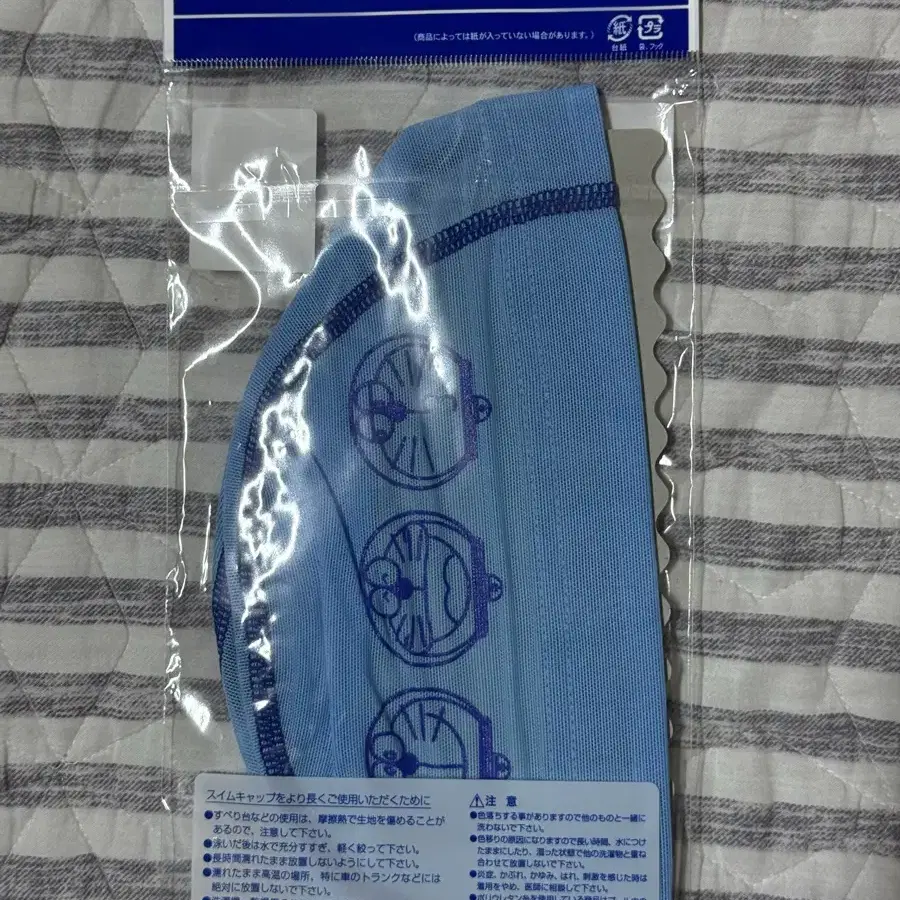 （商品によっては紙が入っていない場合があります。）
紙
プラ
台紙
袋、フック
スイムキャップをより長くご使用いただくために
●すべり台などの使用は、摩擦熱で生地を傷めることが
あるので、注意して下さい。
●泳いだ後は水で充分すすぎ、軽く絞って下さい。
●長時間濡れたまま放置しないようにして下さい。
●濡れたまま高温の場所、特に車のトランクなどには
絶対に放置しないで下さい。
⚠注 意
●色落ちする事がありますので他のものと一緒に
洗わないで下さい。
●色移りの原因になりますので長い時間、水につけ
たままにしたり、湿った状態で他の洗濯物と重ね
合わせて放置しないで下さい。
●炎症、かぶれ、かゆみ、はれ、刺激を感じた時は
着用をやめ、医師に相談して下さい。